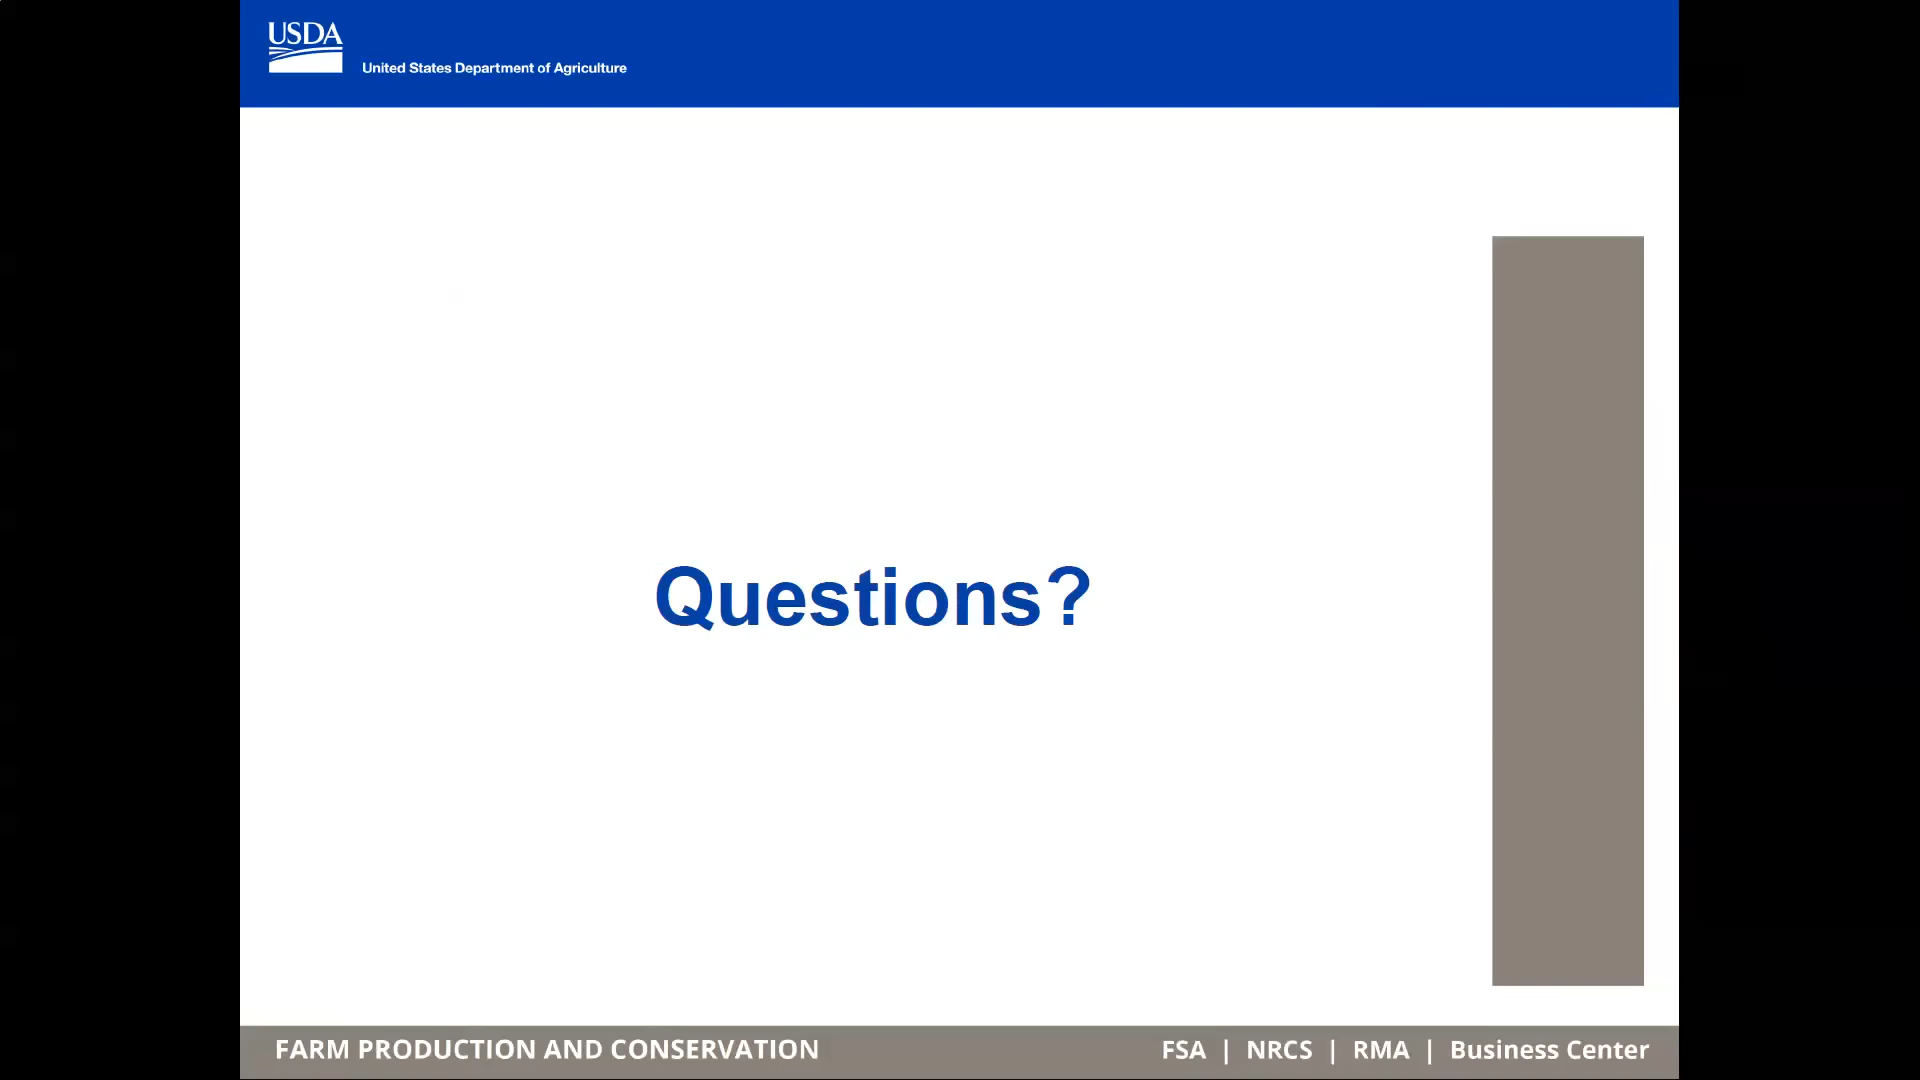 USDA
United States Department of Agriculture
Questions?
FARM PRODUCTION AND CONSERVATION
FSA | NRCS | RMA | Business Center